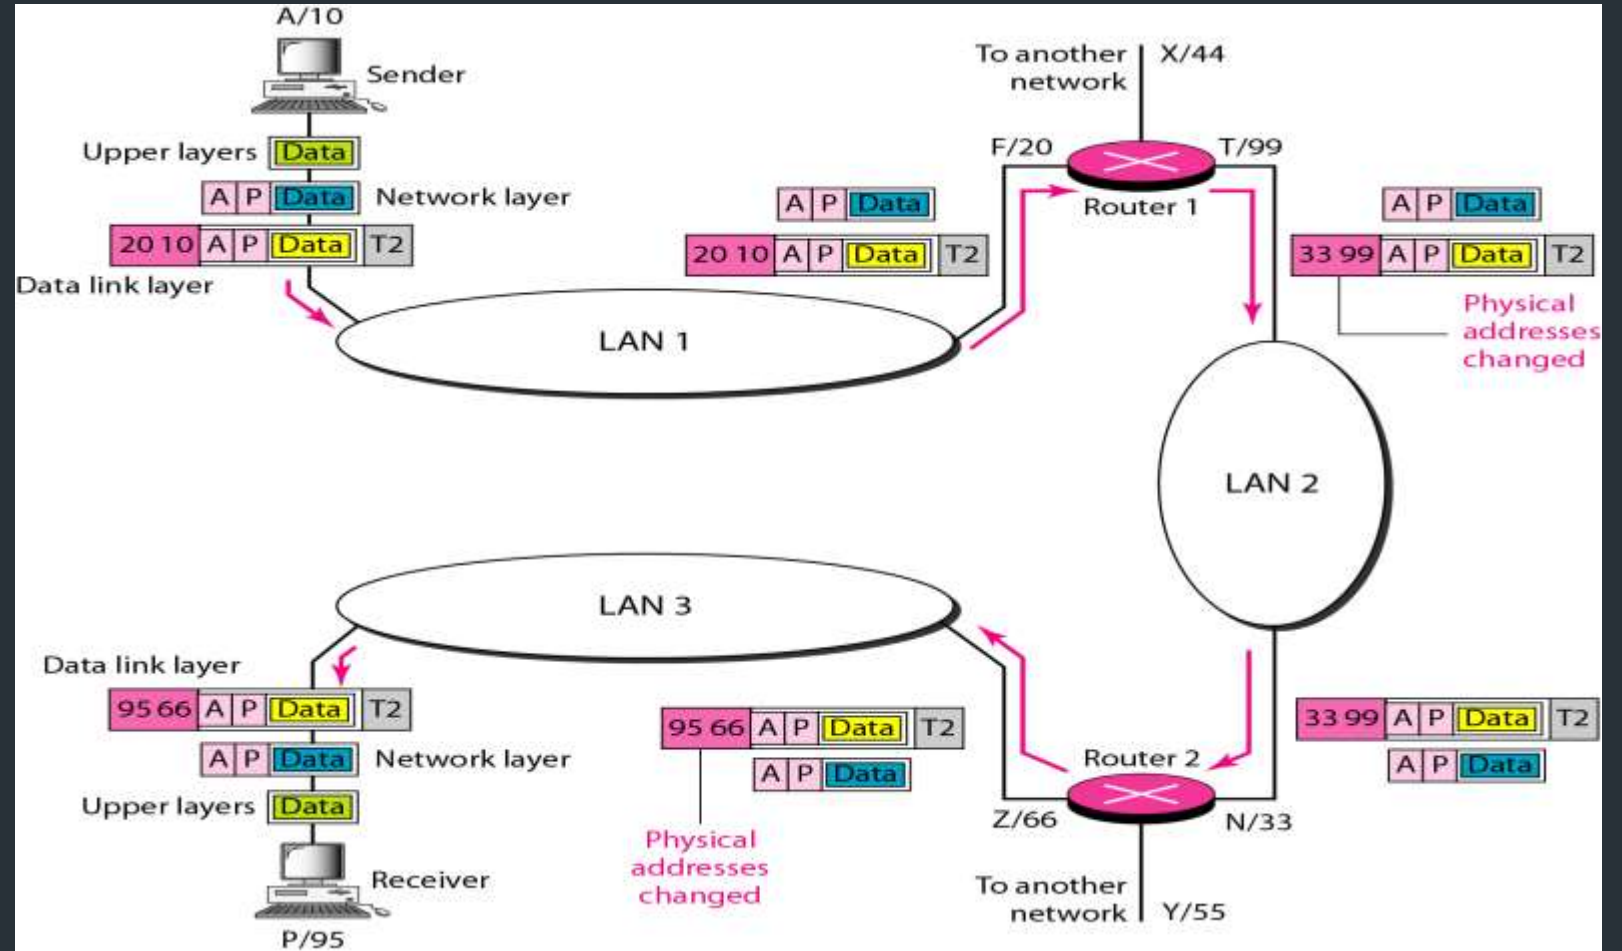 A/10
Sender
Upper layers Data
A P Data Network layer
20 10 A P Data T2
Data link layer
LAN 1
A P Data
20 10 A P Data T2
To another
network
X/44
F/20
T/99
Router 1
A P Data
33 99 A P Data T2
Physical
addresses
changed
LAN 2
33 99 A P Data T2
A P Data
Router 2
N/33
Z/66
To another
network
Y/55
95 66 A P Data T2
A P Data
Physical
addresses
changed
LAN 3
Data link layer
95 66 A P Data T2
A P Data Network layer
Upper layers Data
Receiver
P/95